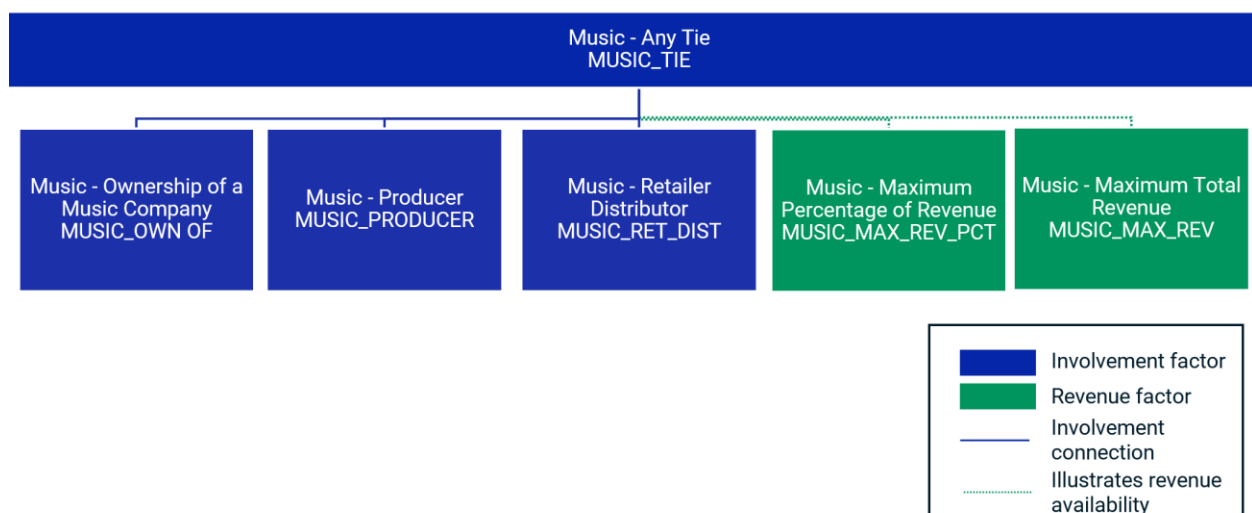 Music - Any Tie
MUSIC_TIE
Music - Ownership of a
Music Company
MUSIC_OWN OF
Music - Producer
MUSIC_PRODUCER
Music - Retailer
Distributor
MUSIC_RET_DIST
Music - Maximum
Percentage of Revenue
MUSIC_MAX_REV_PCT
Music - Maximum Total
Revenue
MUSIC_MAX_REV
Involvement factor
Revenue factor
Involvement
connection
Illustrates revenue
availability